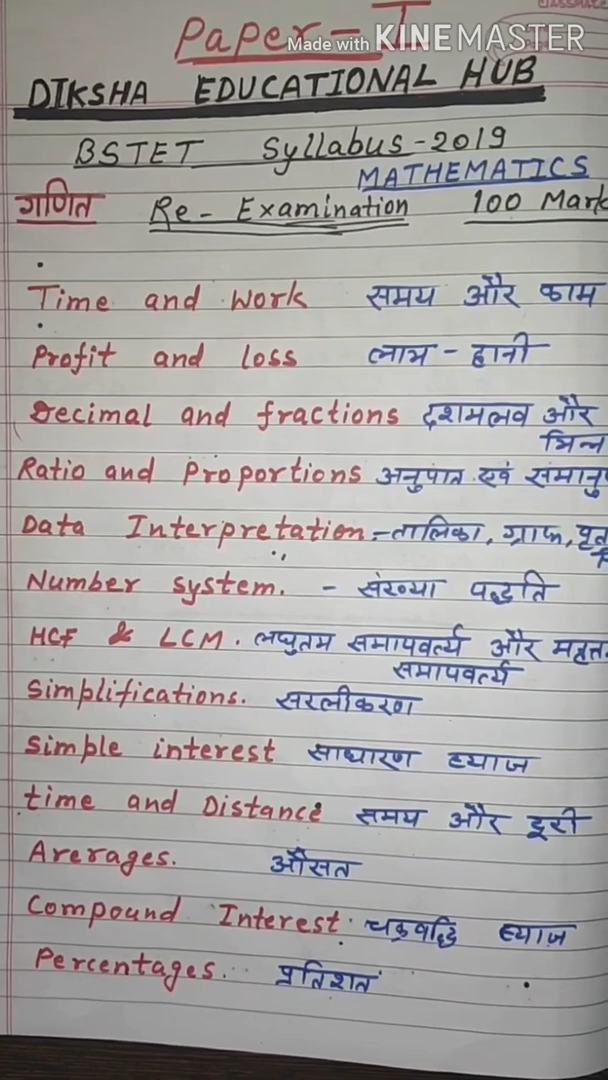 Paper - I
Made with KINEMASTER
DIKSHA EDUCATIONAL HUB
BSTET Syllabus - 2019
MATHEMATICS
गणित Re - Examination 100 Mark
Time and Work समय और काम
Profit and loss लाभ - हानी
Decimal and fractions दशमलव और
भिन्न
Ratio and Proportions अनुपात एवं समानु
Data Interpretation - तालिका, ग्राफ,
Number system. - संख्या पद्धति
HCF & LCM. लघुतम समापवर्त्य और
समापवर्त्य
Simplifications. सरलीकरण
Simple interest साधारण ब्याज
time and Distance समय और दूरी
Averages. औसत
Compound Interest. चक्रवृद्धि ब्याज
Percentages. प्रतिशत